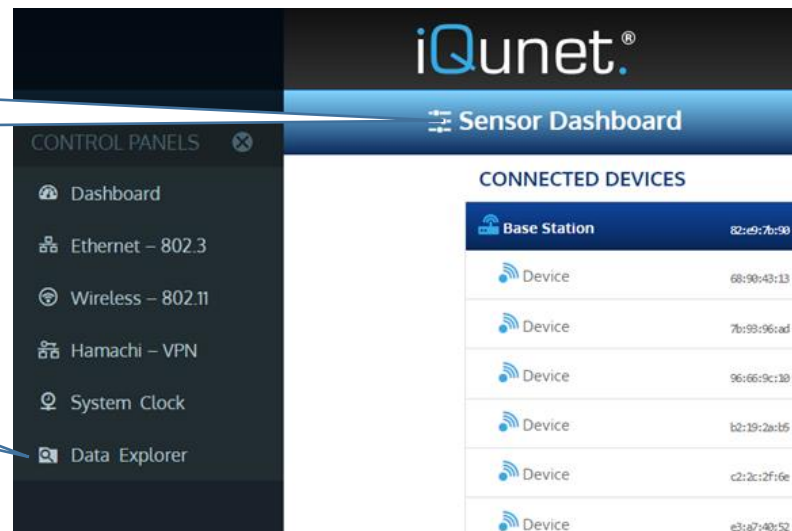 iQunet.®
Sensor Dashboard
CONTROL PANELS
Dashboard
Ethernet – 802.3
Wireless – 802.11
Hamachi – VPN
System Clock
Data Explorer
CONNECTED DEVICES
Base Station 82:e9:7b:90
Device 68:90:43:13
Device 7b:93:96:ad
Device 96:66:9c:10
Device b2:19:2a:b5
Device c2:2c:2f:6e
Device e3:a7:40:52